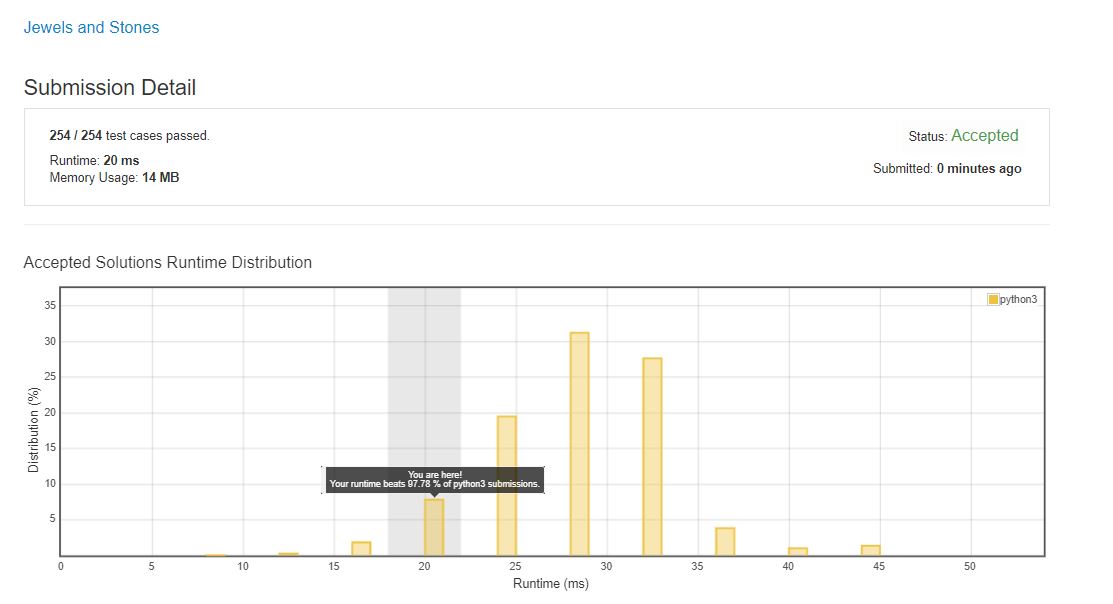 Jewels and Stones
Submission Detail
254 / 254 test cases passed.
Status: Accepted
Runtime: 20 ms
Memory Usage: 14 MB
Submitted: 0 minutes ago
Accepted Solutions Runtime Distribution
python3
You are here!
Your runtime beats 97.78 % of python3 submissions.
Distribution (%)
35
30
25
20
15
10
5
0 5 10 15 20 25 30 35 40 45 50
Runtime (ms)